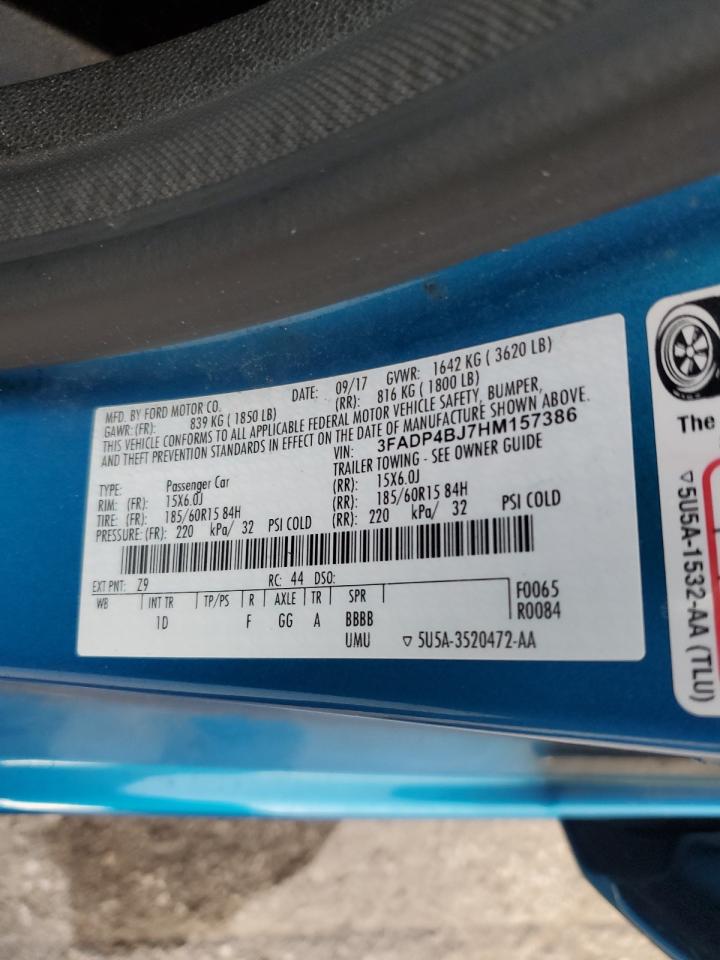 MFD. BY FORD MOTOR CO. DATE: 09/17 GVWR: 1642 KG ( 3620 LB)
GAWR: (FR): 839 KG ( 1850 LB) (RR): 816 KG ( 1800 LB)
THIS VEHICLE CONFORMS TO ALL APPLICABLE FEDERAL MOTOR VEHICLE SAFETY, BUMPER,
AND THEFT PREVENTION STANDARDS IN EFFECT ON THE DATE OF MANUFACTURE SHOWN ABOVE.
VIN: 3FADP4BJ7HM157386
TYPE: Passenger Car TRAILER TOWING - SEE OWNER GUIDE
RIM: (FR): 15X6.0J (RR): 15X6.0J
TIRE: (FR): 185/60R15 84H (RR): 185/60R15 84H
PRESSURE: (FR): 220 kPa/ 32 PSI COLD (RR): 220 kPa/ 32 PSI COLD
EXT PNT: Z9 RC: 44 DSO: F0065
WB INT TR TP/PS R AXLE TR SPR R0084
1D F GG A BBBB
UMU ▽ 5U5A-3520472-AA
The
▽5U5A-1532-AA (TLU)